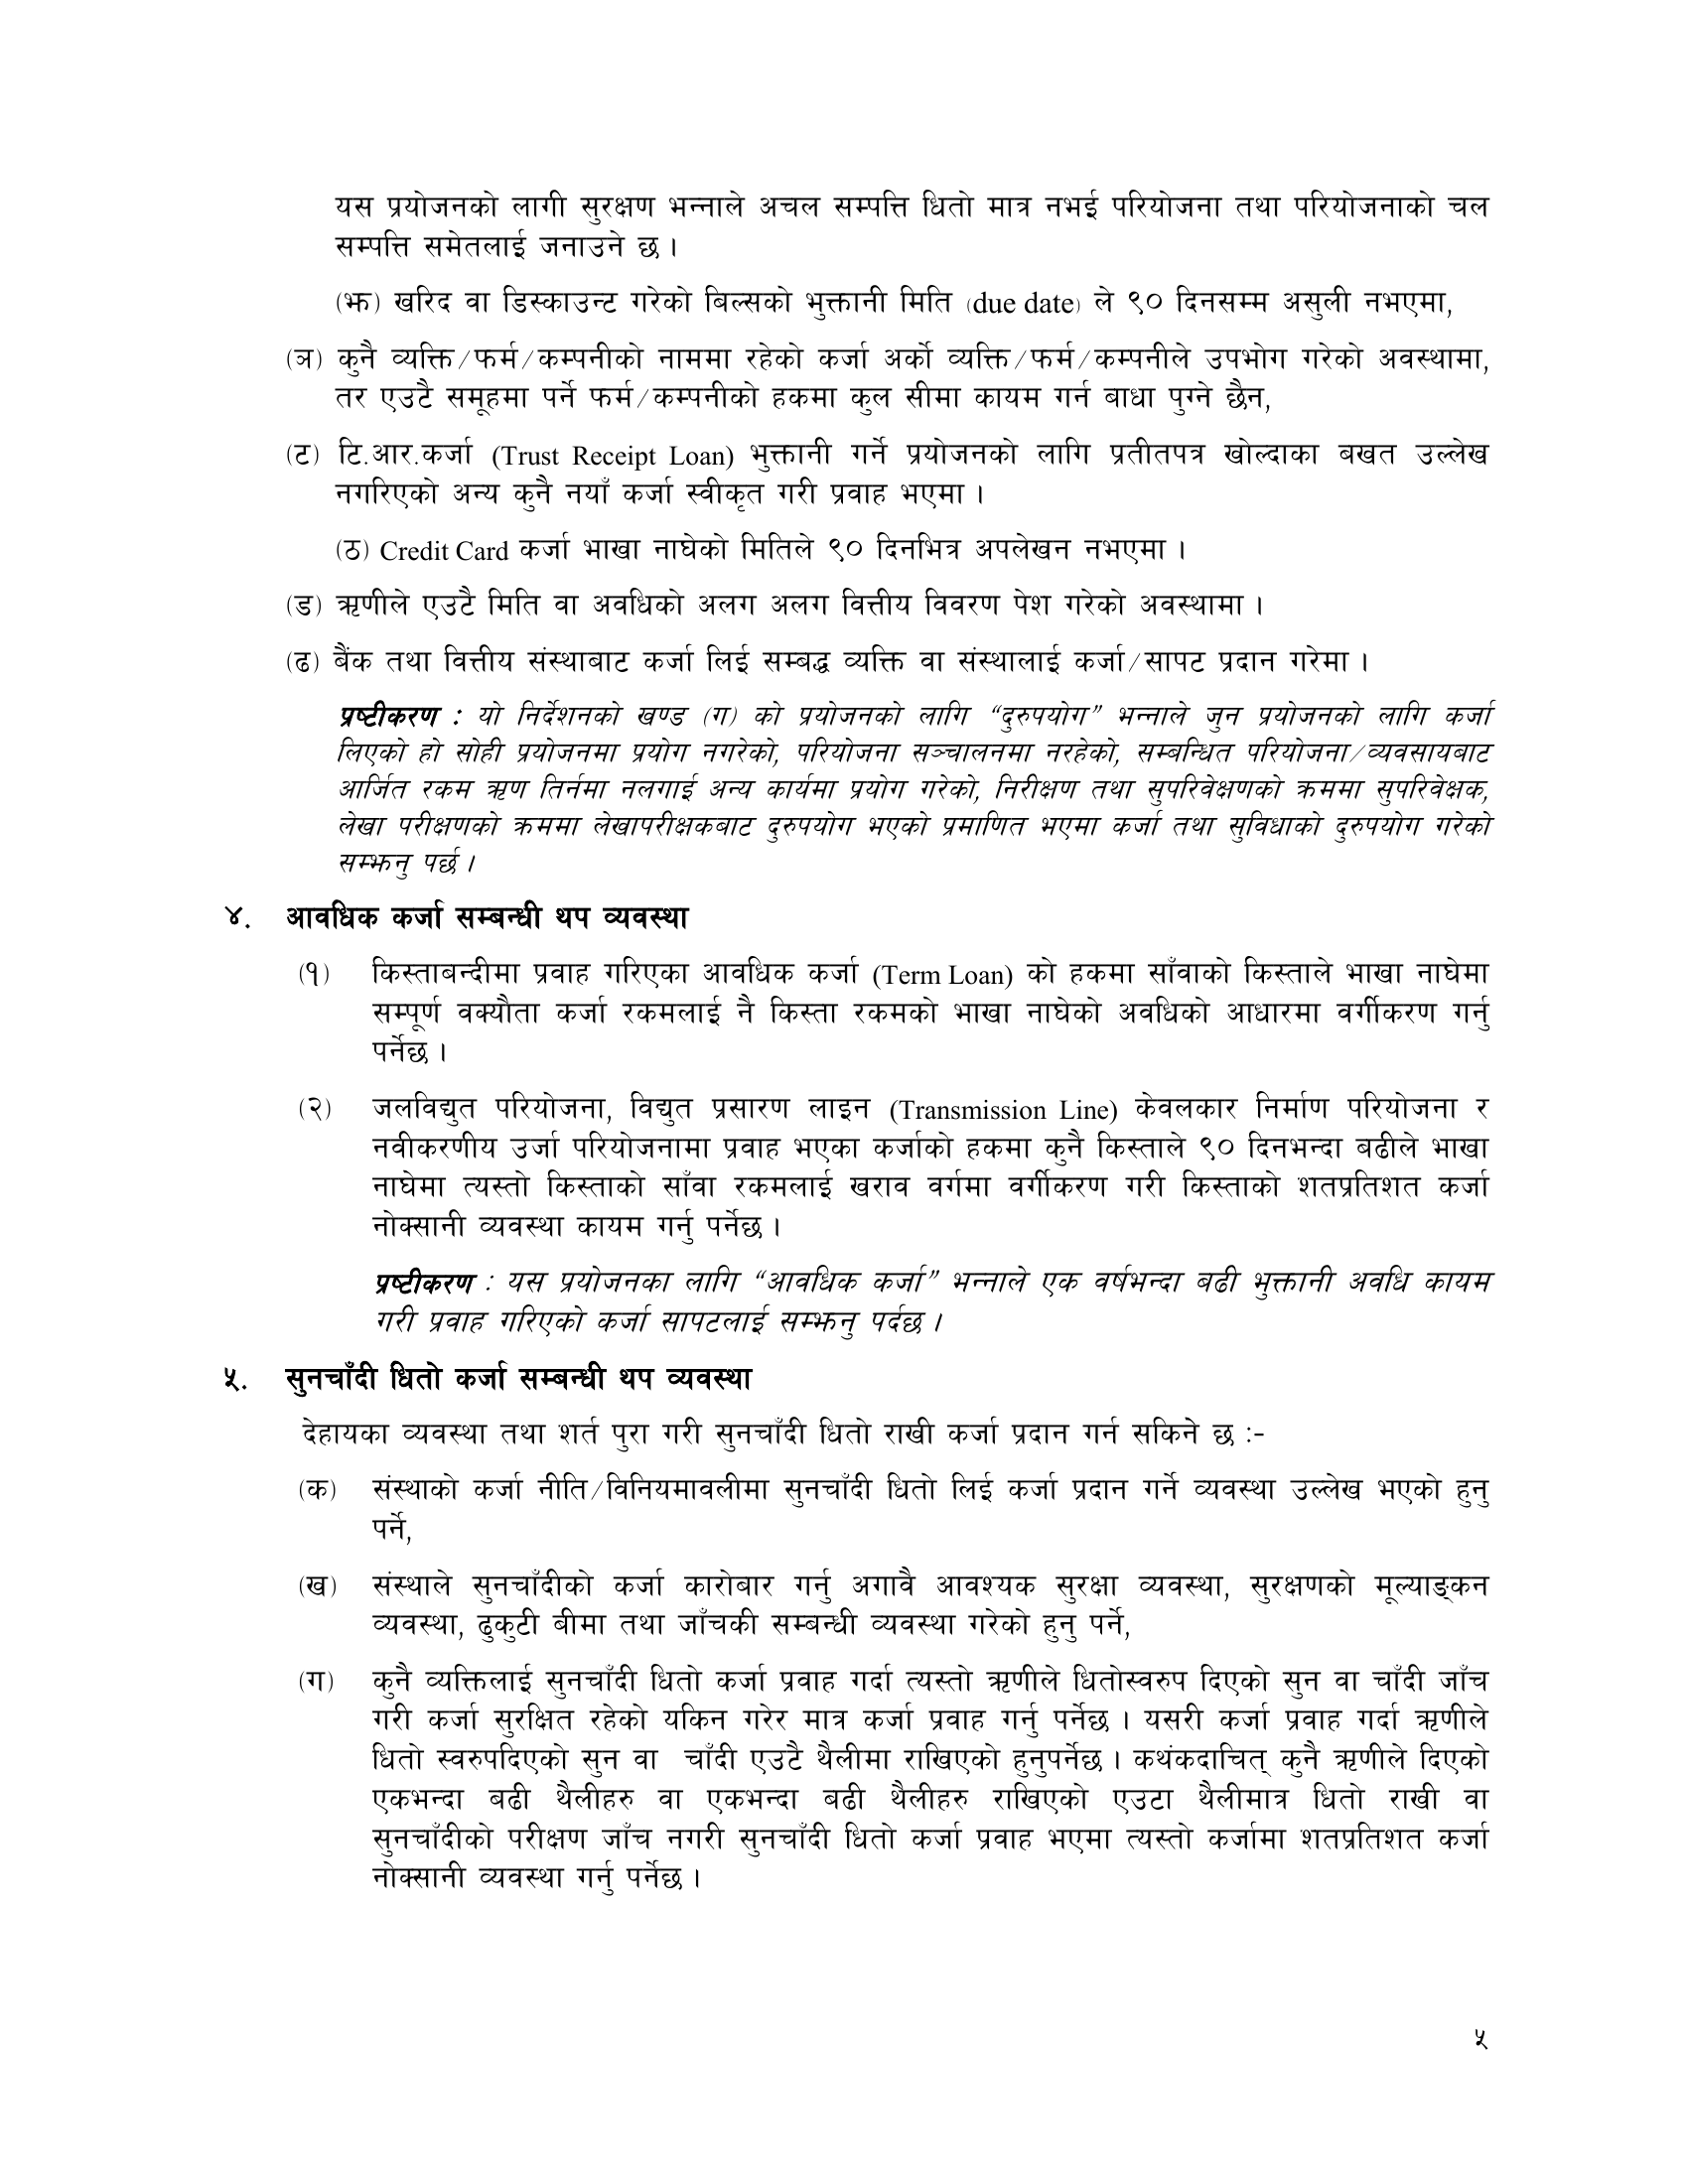 यस प्रयोजनको लागी सुरक्षण भन्नाले अचल सम्पत्ति धितो मात्र नभई परियोजना तथा परियोजनाको चल
सम्पत्ति समेतलाई जनाउने छ ।
(झ) खरिद वा डिस्काउन्ट गरेको बिल्सको भुक्तानी मिति (due date) ले ९० दिनसम्म असुली नभएमा,
(ञ) कुनै व्यक्ति/फर्म/कम्पनीको नाममा रहेको कर्जा अर्को व्यक्ति/फर्म/कम्पनीले उपभोग गरेको अवस्थामा,
तर एउटै समूहमा पर्ने फर्म/कम्पनीको हकमा कुल सीमा कायम गर्न बाधा पुग्ने छैन,
(ट) टि.आर.कर्जा (Trust Receipt Loan) भुक्तानी गर्ने प्रयोजनको लागि प्रतीतपत्र खोल्दाका बखत उल्लेख
नगरिएको अन्य कुनै नयाँ कर्जा स्वीकृत गरी प्रवाह भएमा ।
(ठ) Credit Card कर्जा भाखा नाघेको मितिले ९० दिनभित्र अपलेखन नभएमा ।
(ड) ऋणीले एउटै मिति वा अवधिको अलग अलग वित्तीय विवरण पेश गरेको अवस्थामा ।
(ढ) बैंक तथा वित्तीय संस्थाबाट कर्जा लिई सम्बद्ध व्यक्ति वा संस्थालाई कर्जा/सापट प्रदान गरेमा ।
प्रष्टीकरण : यो निर्देशनको खण्ड (ग) को प्रयोजनको लागि “दुरुपयोग” भन्नाले जुन प्रयोजनको लागि कर्जा
लिएको हो सोही प्रयोजनमा प्रयोग नगरेको, परियोजना सञ्चालनमा नरहेको, सम्बन्धित परियोजना/व्यवसायबाट
आर्जित रकम ऋण तिर्नमा नलगाई अन्य कार्यमा प्रयोग गरेको, निरीक्षण तथा सुपरिवेक्षणको क्रममा सुपरिवेक्षक,
लेखा परीक्षणको क्रममा लेखापरीक्षकबाट दुरुपयोग भएको प्रमाणित भएमा कर्जा तथा सुविधाको दुरुपयोग गरेको
सम्झनु पर्छ ।
४. आवधिक कर्जा सम्बन्धी थप व्यवस्था
(१) किस्ताबन्दीमा प्रवाह गरिएका आवधिक कर्जा (Term Loan) को हकमा साँवाको किस्ताले भाखा नाघेमा
सम्पूर्ण वक्यौता कर्जा रकमलाई नै किस्ता रकमको भाखा नाघेको अवधिको आधारमा वर्गीकरण गर्नु
पर्नेछ ।
(२) जलविद्युत परियोजना, विद्युत प्रसारण लाइन (Transmission Line) केवलकार निर्माण परियोजना र
नवीकरणीय उर्जा परियोजनामा प्रवाह भएका कर्जाको हकमा कुनै किस्ताले ९० दिनभन्दा बढीले भाखा
नाघेमा त्यस्तो किस्ताको साँवा रकमलाई खराव वर्गमा वर्गीकरण गरी किस्ताको शतप्रतिशत कर्जा
नोक्सानी व्यवस्था कायम गर्नु पर्नेछ ।
प्रष्टीकरण : यस प्रयोजनका लागि “आवधिक कर्जा” भन्नाले एक वर्षभन्दा बढी भुक्तानी अवधि कायम
गरी प्रवाह गरिएको कर्जा सापटलाई सम्झनु पर्दछ ।
५. सुनचाँदी धितो कर्जा सम्बन्धी थप व्यवस्था
देहायका व्यवस्था तथा शर्त पुरा गरी सुनचाँदी धितो राखी कर्जा प्रदान गर्न सकिने छ :-
(क) संस्थाको कर्जा नीति/विनियमावलीमा सुनचाँदी धितो लिई कर्जा प्रदान गर्ने व्यवस्था उल्लेख भएको हुनु
पर्ने,
(ख) संस्थाले सुनचाँदीको कर्जा कारोबार गर्नु अगावै आवश्यक सुरक्षा व्यवस्था, सुरक्षणको मूल्याङ्कन
व्यवस्था, ढुकुटी बीमा तथा जाँचकी सम्बन्धी व्यवस्था गरेको हुनु पर्ने,
(ग) कुनै व्यक्तिलाई सुनचाँदी धितो कर्जा प्रवाह गर्दा त्यस्तो ऋणीले धितोस्वरुप दिएको सुन वा चाँदी जाँच
गरी कर्जा सुरक्षित रहेको यकिन गरेर मात्र कर्जा प्रवाह गर्नु पर्नेछ । यसरी कर्जा प्रवाह गर्दा ऋणीले
धितो स्वरुपदिएको सुन वा चाँदी एउटै थैलीमा राखिएको हुनुपर्नेछ । कथंकदाचित् कुनै ऋणीले दिएको
एकभन्दा बढी थैलीहरु वा एकभन्दा बढी थैलीहरु राखिएको एउटा थैलीमात्र धितो राखी वा
सुनचाँदीको परीक्षण जाँच नगरी सुनचाँदी धितो कर्जा प्रवाह भएमा त्यस्तो कर्जामा शतप्रतिशत कर्जा
नोक्सानी व्यवस्था गर्नु पर्नेछ ।
५